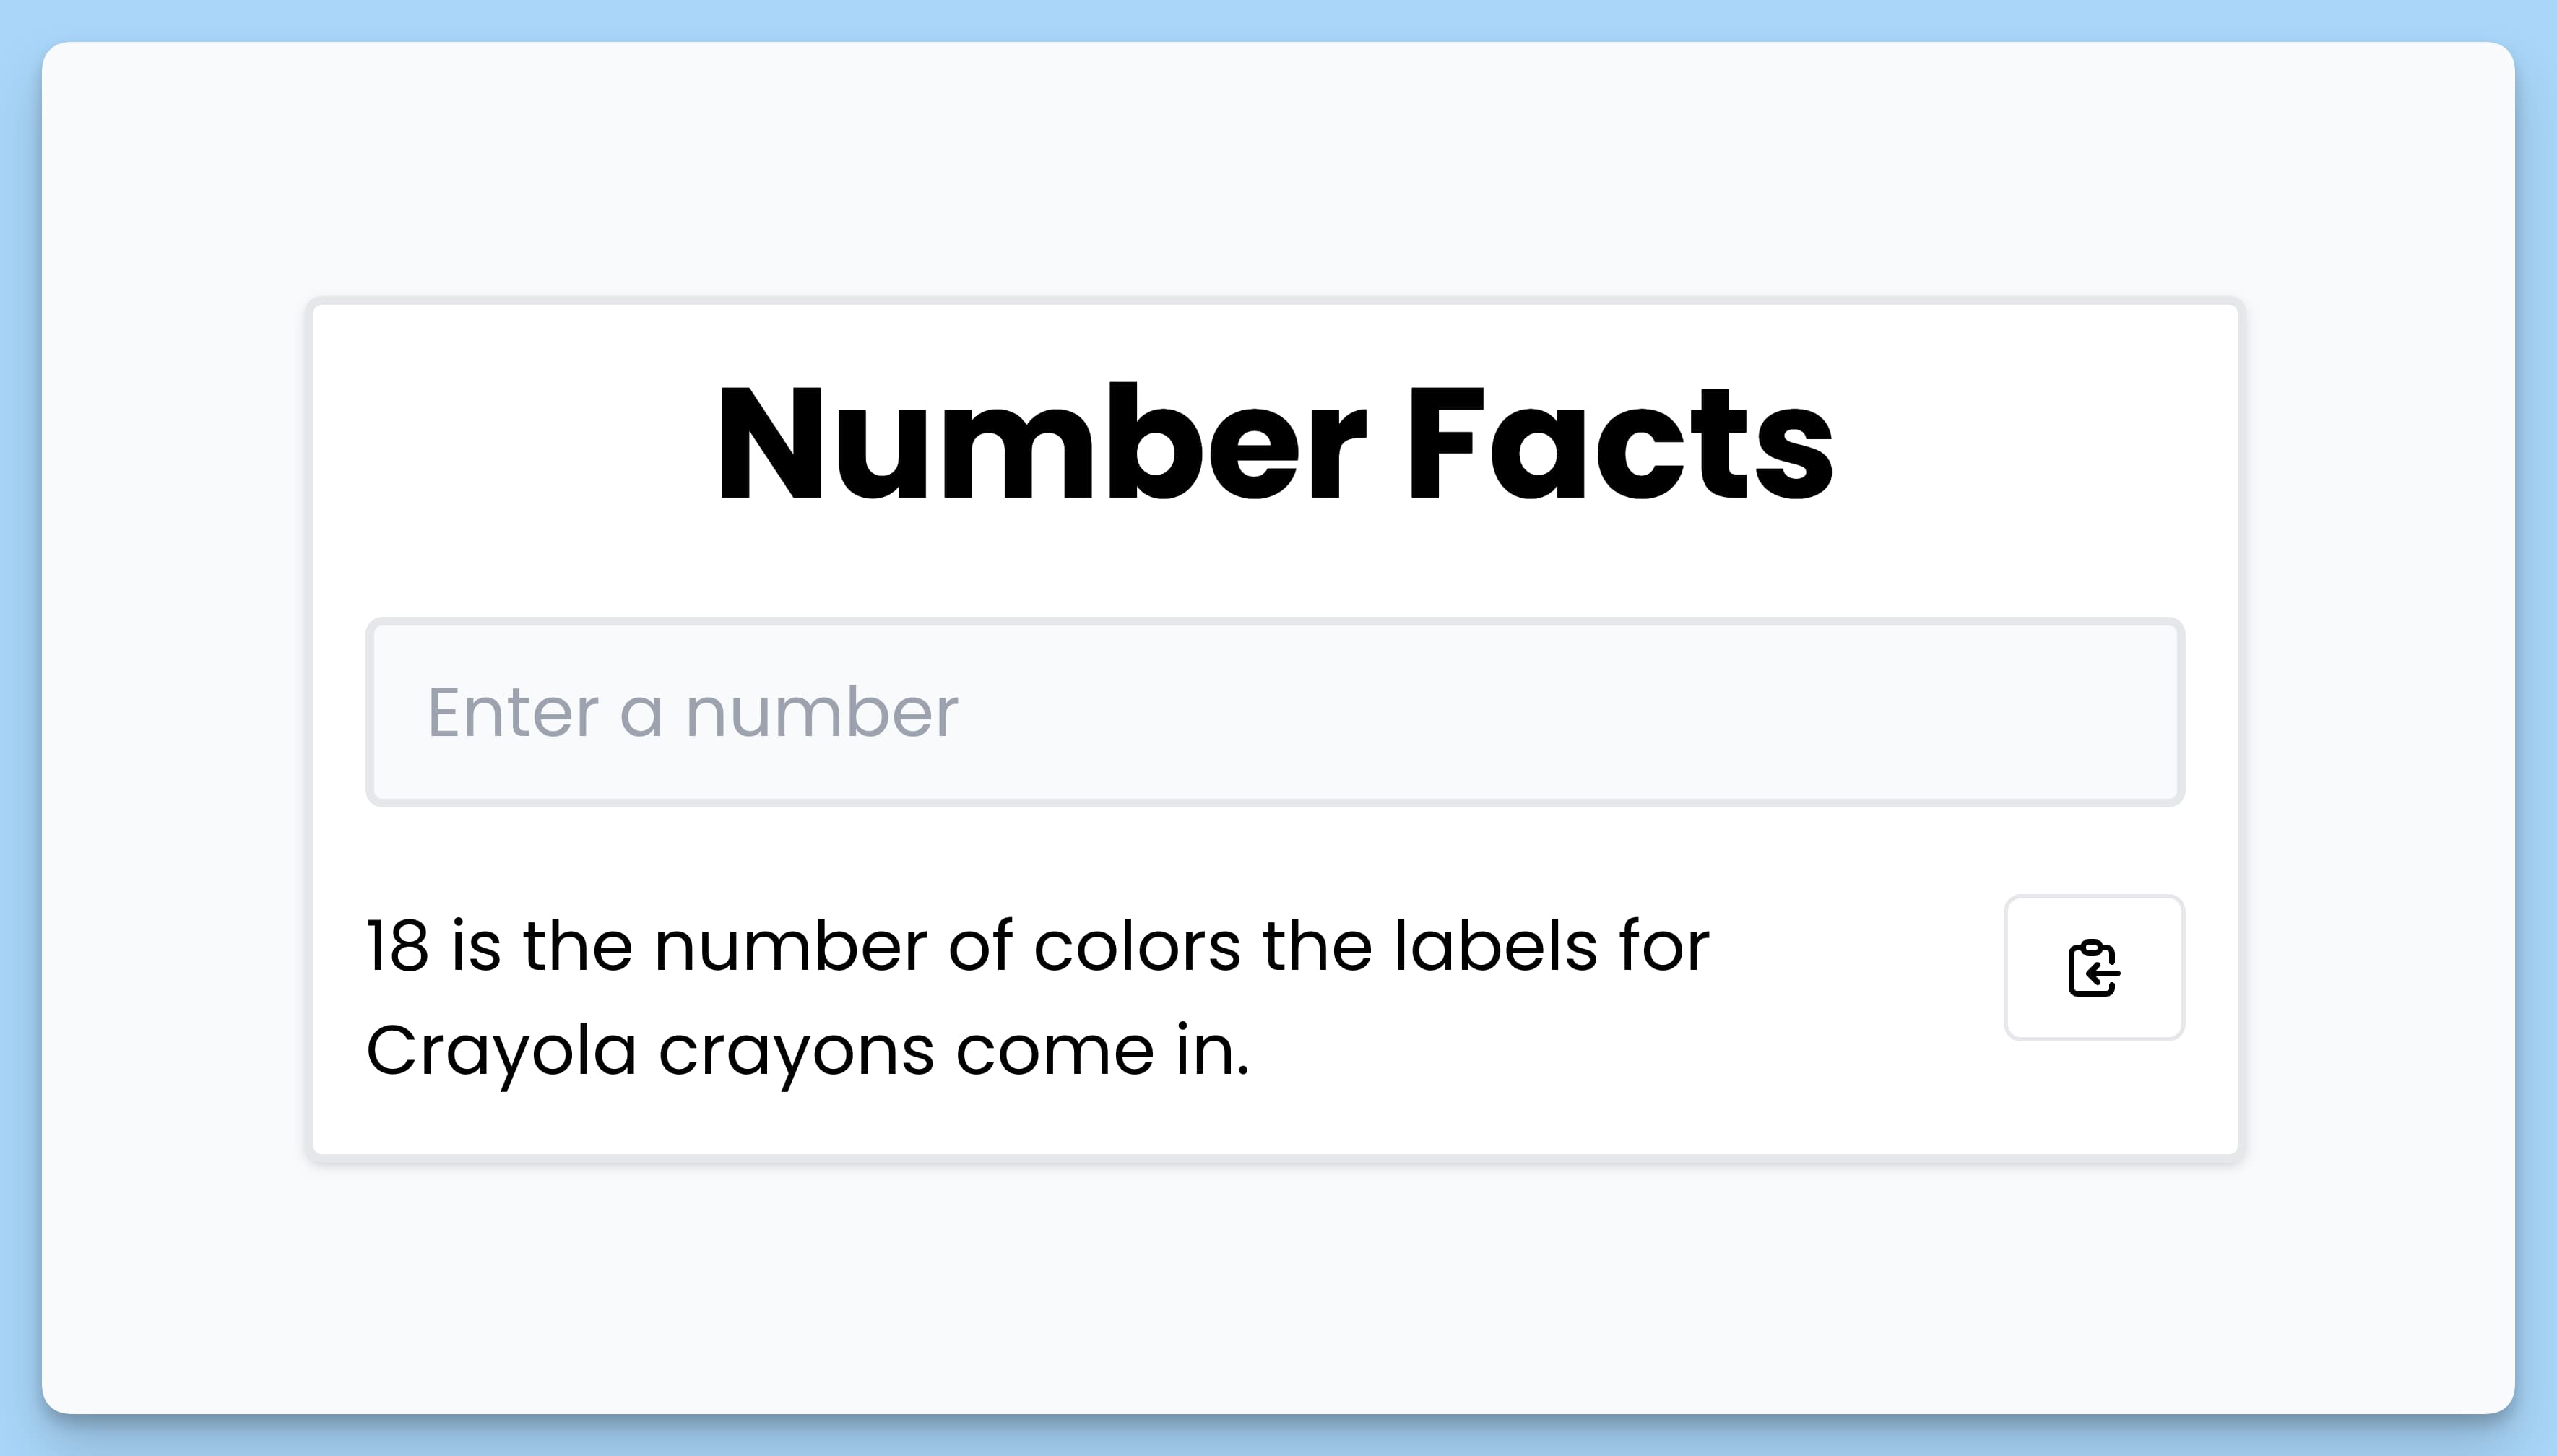 Number Facts
Enter a number
18 is the number of colors the labels for
Crayola crayons come in.